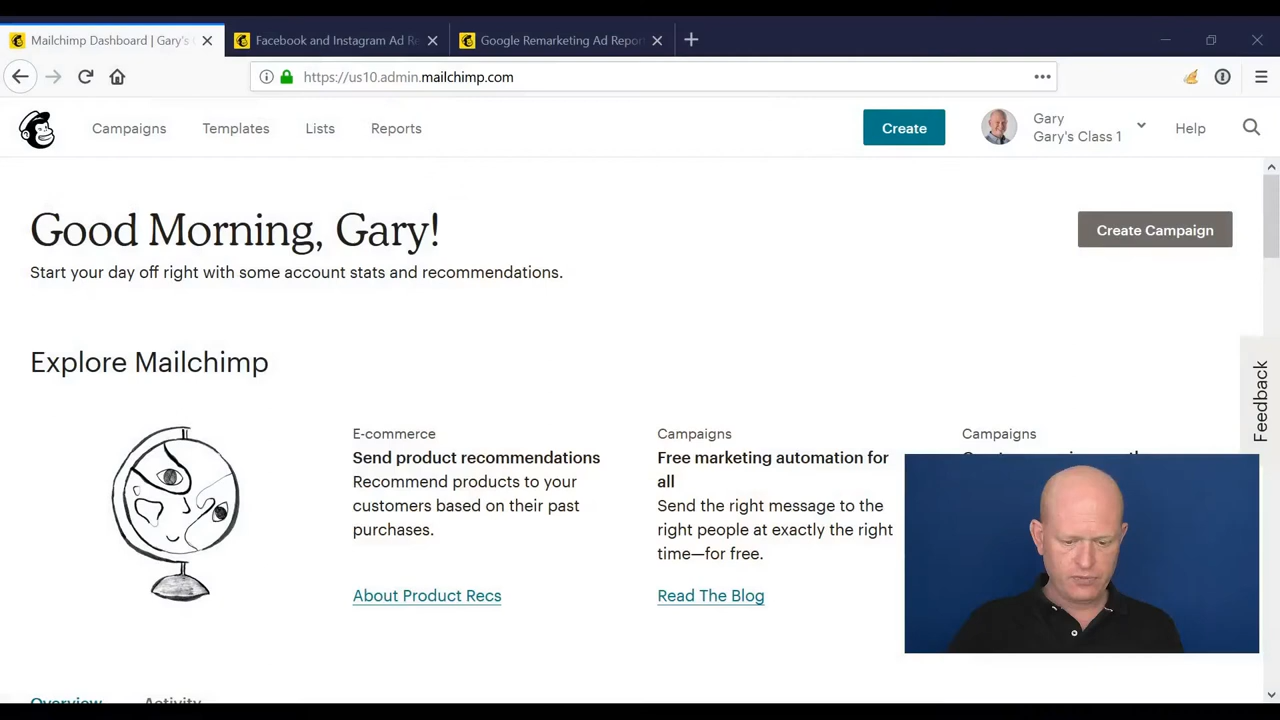 Mailchimp Dashboard | Gary's
Facebook and Instagram Ad Re
Google Remarketing Ad Repor
https://us10.admin.mailchimp.com
Campaigns
Templates
Lists
Reports
Create
Gary
Gary's Class 1
Help
Good Morning, Gary!
Create Campaign
Start your day off right with some account stats and recommendations.
Explore Mailchimp
Feedback
E-commerce
Send product recommendations
Recommend products to your
customers based on their past
purchases.
About Product Recs
Campaigns
Free marketing automation for
all
Send the right message to the
right people at exactly the right
time—for free.
Read The Blog
Campaigns
Overview
Activity